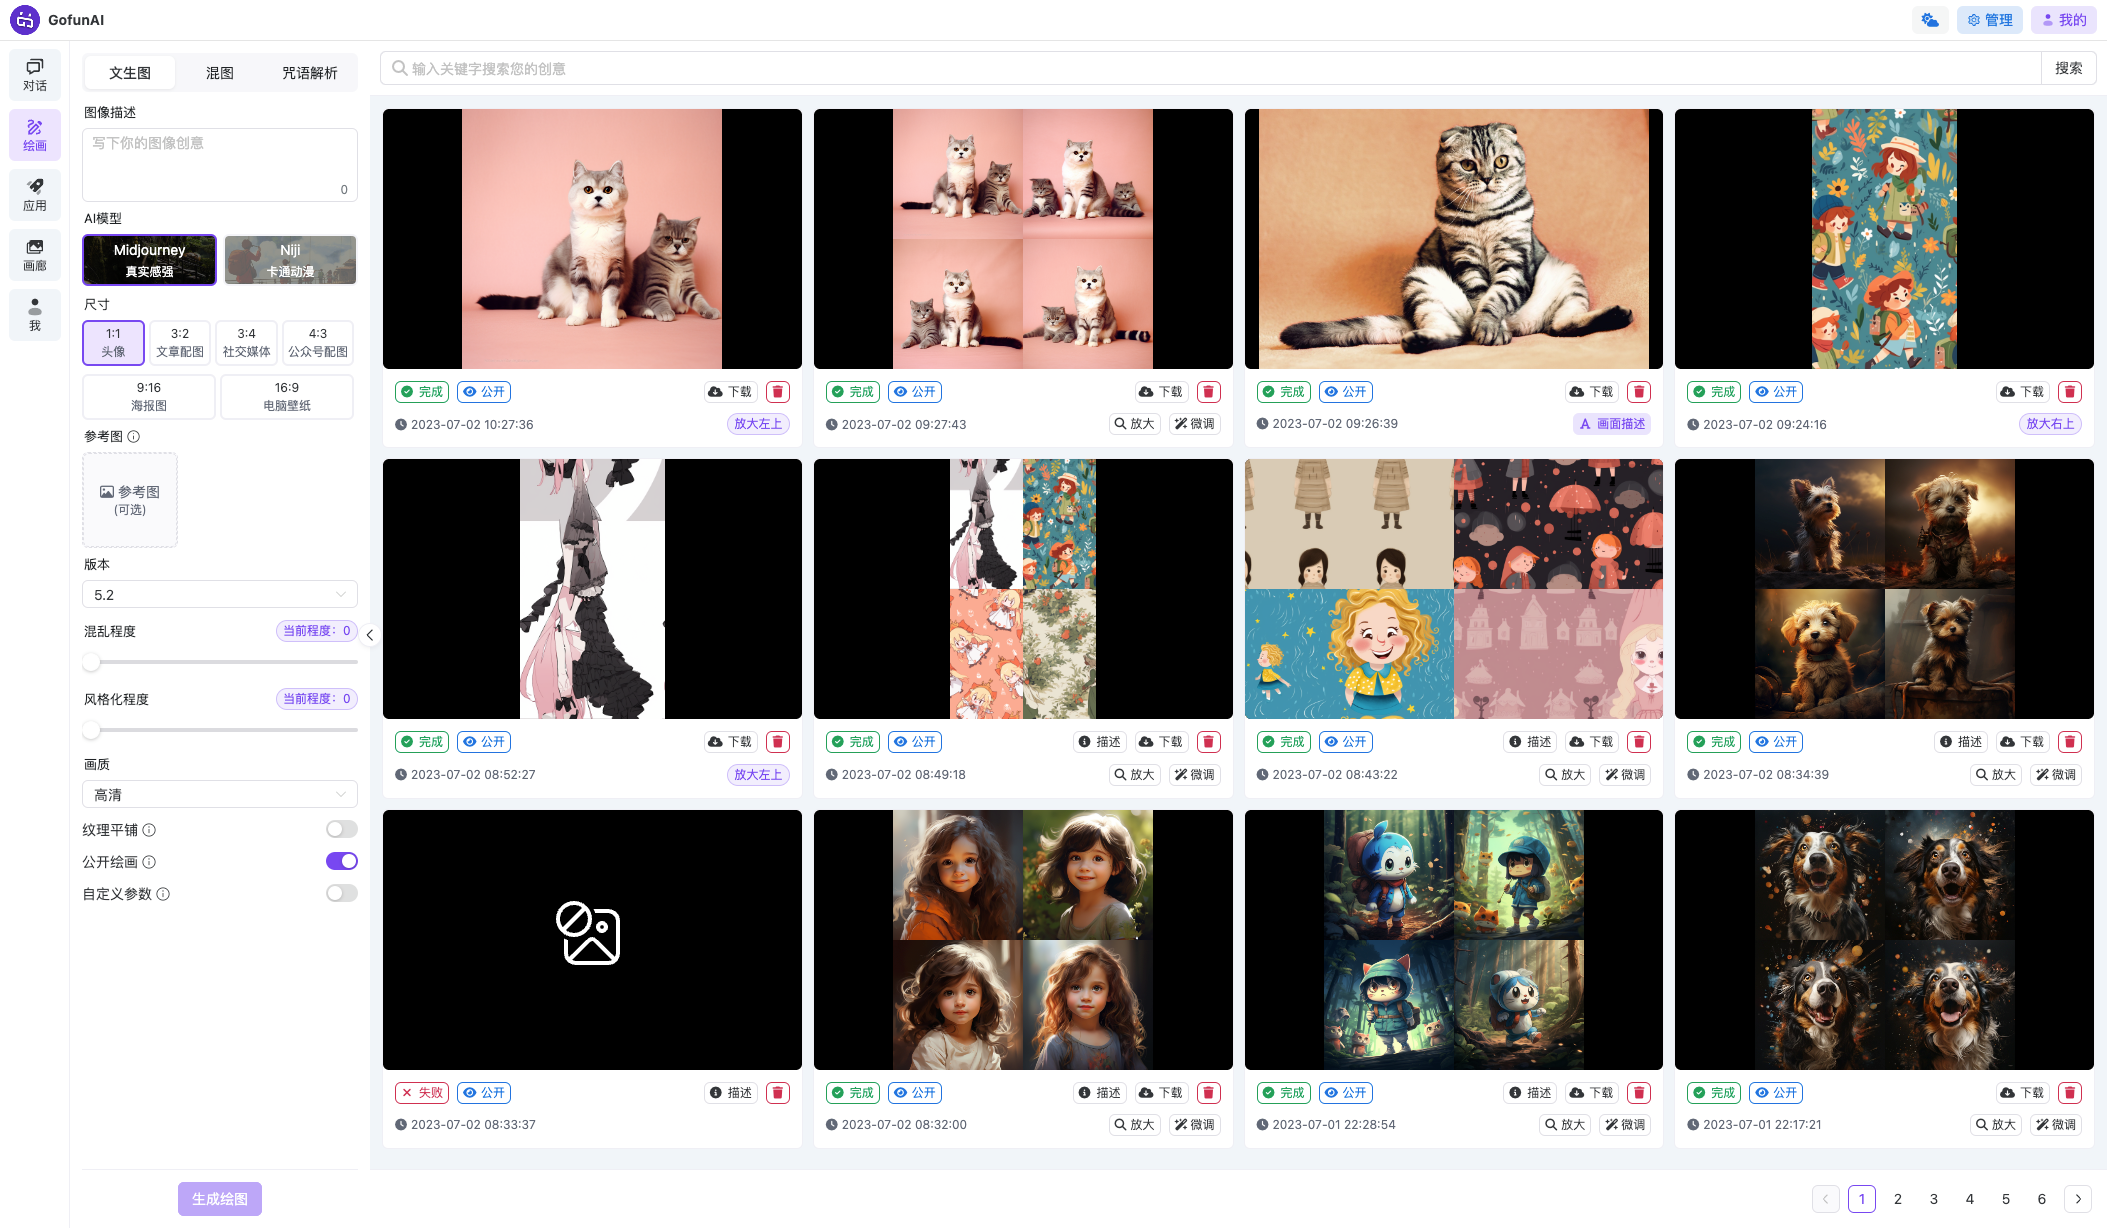 GofunAI
管理
我的
对话
绘画
应用
画廊
我
文生图
混图
咒语解析
图像描述
写下你的图像创意
0
AI模型
Midjourney
真实感强
Niji
卡通动漫
尺寸
1:1
头像
3:2
文章配图
3:4
社交媒体
4:3
公众号配图
9:16
海报图
16:9
电脑壁纸
参考图
参考图
(可选)
版本
5.2
混乱程度
当前程度：0
风格化程度
当前程度：0
画质
高清
纹理平铺
公开绘画
自定义参数
生成绘图
输入关键字搜索您的创意
搜索
完成 公开 下载
2023-07-02 10:27:36 放大左上
完成 公开 下载
2023-07-02 09:27:43 放大 微调
完成 公开 下载
2023-07-02 09:26:39 画面描述
完成 公开 下载
2023-07-02 09:24:16 放大右上
完成 公开 下载
2023-07-02 08:52:27 放大左上
完成 公开 描述 下载
2023-07-02 08:49:18 放大 微调
完成 公开 描述 下载
2023-07-02 08:43:22 放大 微调
完成 公开 描述 下载
2023-07-02 08:34:39 放大 微调
失败 公开 描述
2023-07-02 08:33:37
完成 公开 描述 下载
2023-07-02 08:32:00 放大 微调
完成 公开 描述 下载
2023-07-01 22:28:54 放大 微调
完成 公开 下载
2023-07-01 22:17:21 放大 微调
1 2 3 4 5 6